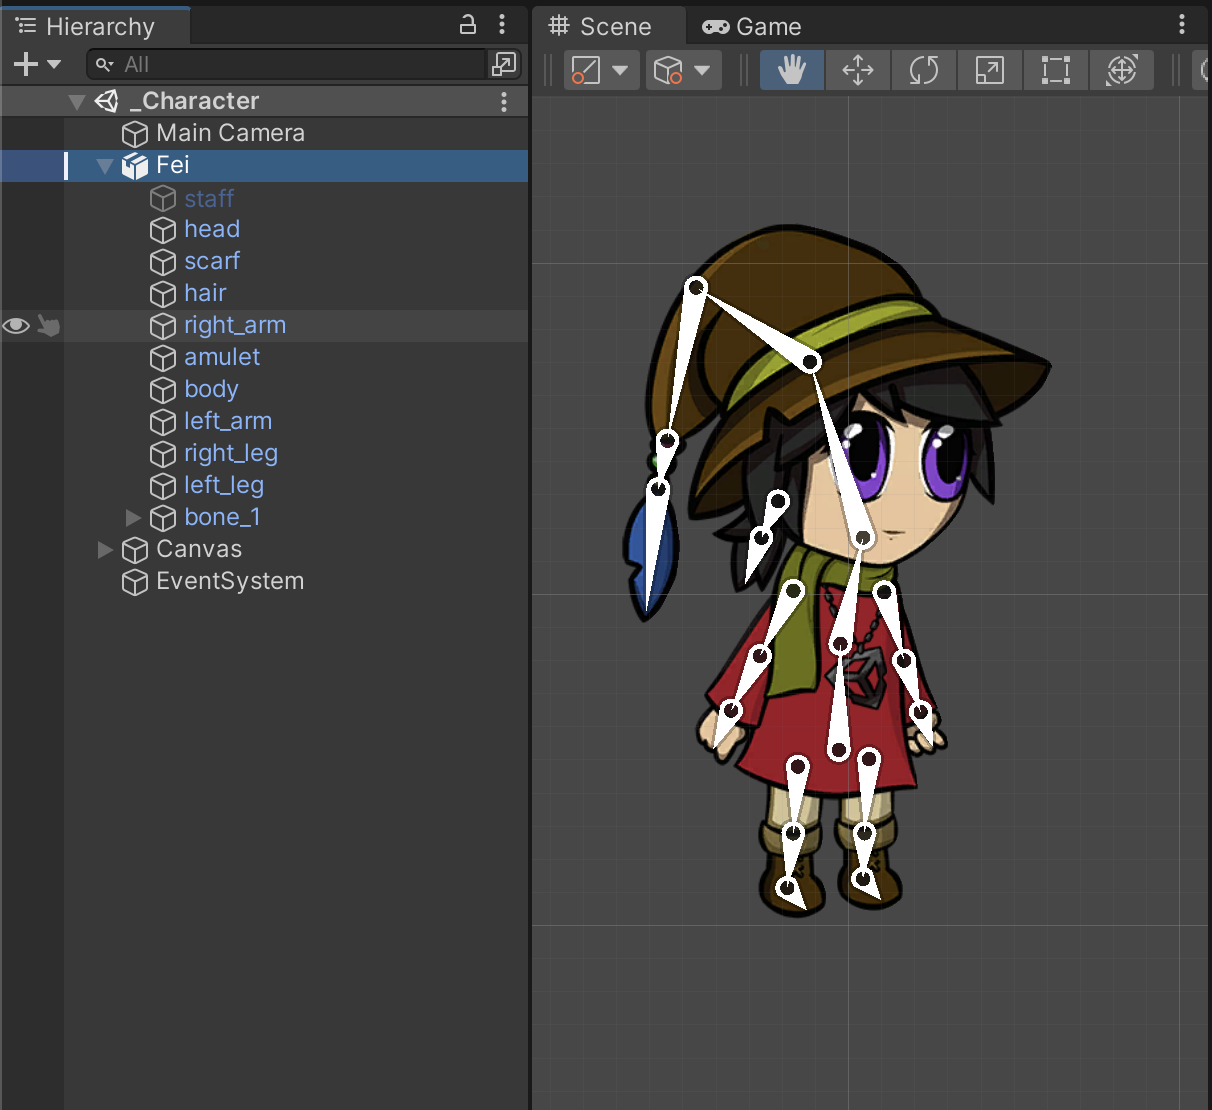 Hierarchy
All
_Character
Main Camera
Fei
staff
head
scarf
hair
right_arm
amulet
body
left_arm
right_leg
left_leg
bone_1
Canvas
EventSystem
Scene
Game